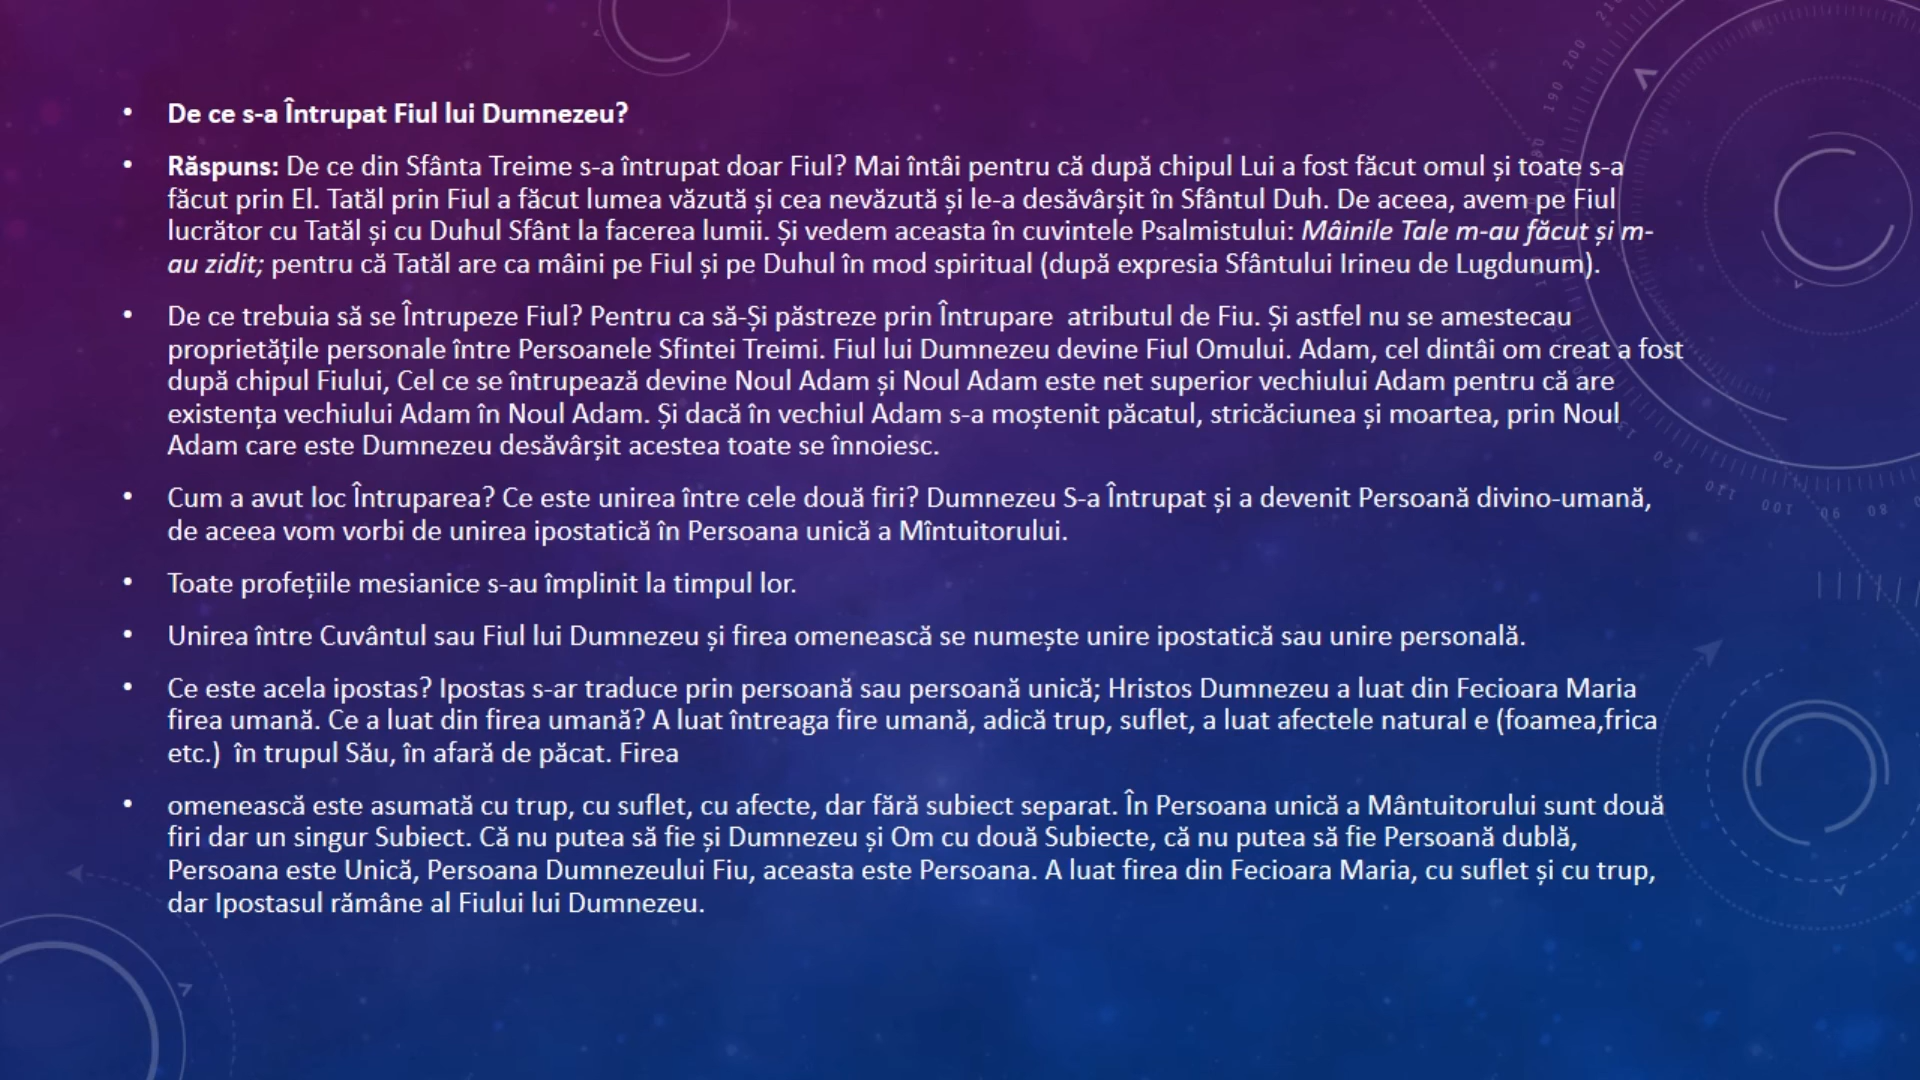 • De ce s-a Întrupat Fiul lui Dumnezeu?
• Răspuns: De ce din Sfânta Treime s-a întrupat doar Fiul? Mai întâi pentru că după chipul Lui a fost făcut omul și toate s-a
făcut prin El. Tatăl prin Fiul a făcut lumea văzută și cea nevăzută și le-a desăvârșit în Sfântul Duh. De aceea, avem pe Fiul
lucrător cu Tatăl și cu Duhul Sfânt la facerea lumii. Și vedem aceasta în cuvintele Psalmistului: Mâinile Tale m-au făcut și m-
au zidit; pentru că Tatăl are ca mâini pe Fiul și pe Duhul în mod spiritual (după expresia Sfântului Irineu de Lugdunum).
• De ce trebuia să se Întrupeze Fiul? Pentru ca să-Și păstreze prin Întrupare  atributul de Fiu. Și astfel nu se amestecau
proprietățile personale între Persoanele Sfintei Treimi. Fiul lui Dumnezeu devine Fiul Omului. Adam, cel dintâi om creat a fost
după chipul Fiului, Cel ce se întrupează devine Noul Adam și Noul Adam este net superior vechiului Adam pentru că are
existența vechiului Adam în Noul Adam. Și dacă în vechiul Adam s-a moștenit păcatul, stricăciunea și moartea, prin Noul
Adam care este Dumnezeu desăvârșit acestea toate se înnoiesc.
• Cum a avut loc Întruparea? Ce este unirea între cele două firi? Dumnezeu S-a Întrupat și a devenit Persoană divino-umană,
de aceea vom vorbi de unirea ipostatică în Persoana unică a Mîntuitorului.
• Toate profețiile mesianice s-au împlinit la timpul lor.
• Unirea între Cuvântul sau Fiul lui Dumnezeu și firea omenească se numește unire ipostatică sau unire personală.
• Ce este acela ipostas? Ipostas s-ar traduce prin persoană sau persoană unică; Hristos Dumnezeu a luat din Fecioara Maria
firea umană. Ce a luat din firea umană? A luat întreaga fire umană, adică trup, suflet, a luat afectele natural e (foamea,frica
etc.)  în trupul Său, în afară de păcat. Firea
• omenească este asumată cu trup, cu suflet, cu afecte, dar fără subiect separat. În Persoana unică a Mântuitorului sunt două
firi dar un singur Subiect. Că nu putea să fie și Dumnezeu și Om cu două Subiecte, că nu putea să fie Persoană dublă,
Persoana este Unică, Persoana Dumnezeului Fiu, aceasta este Persoana. A luat firea din Fecioara Maria, cu suflet și cu trup,
dar Ipostasul rămâne al Fiului lui Dumnezeu.